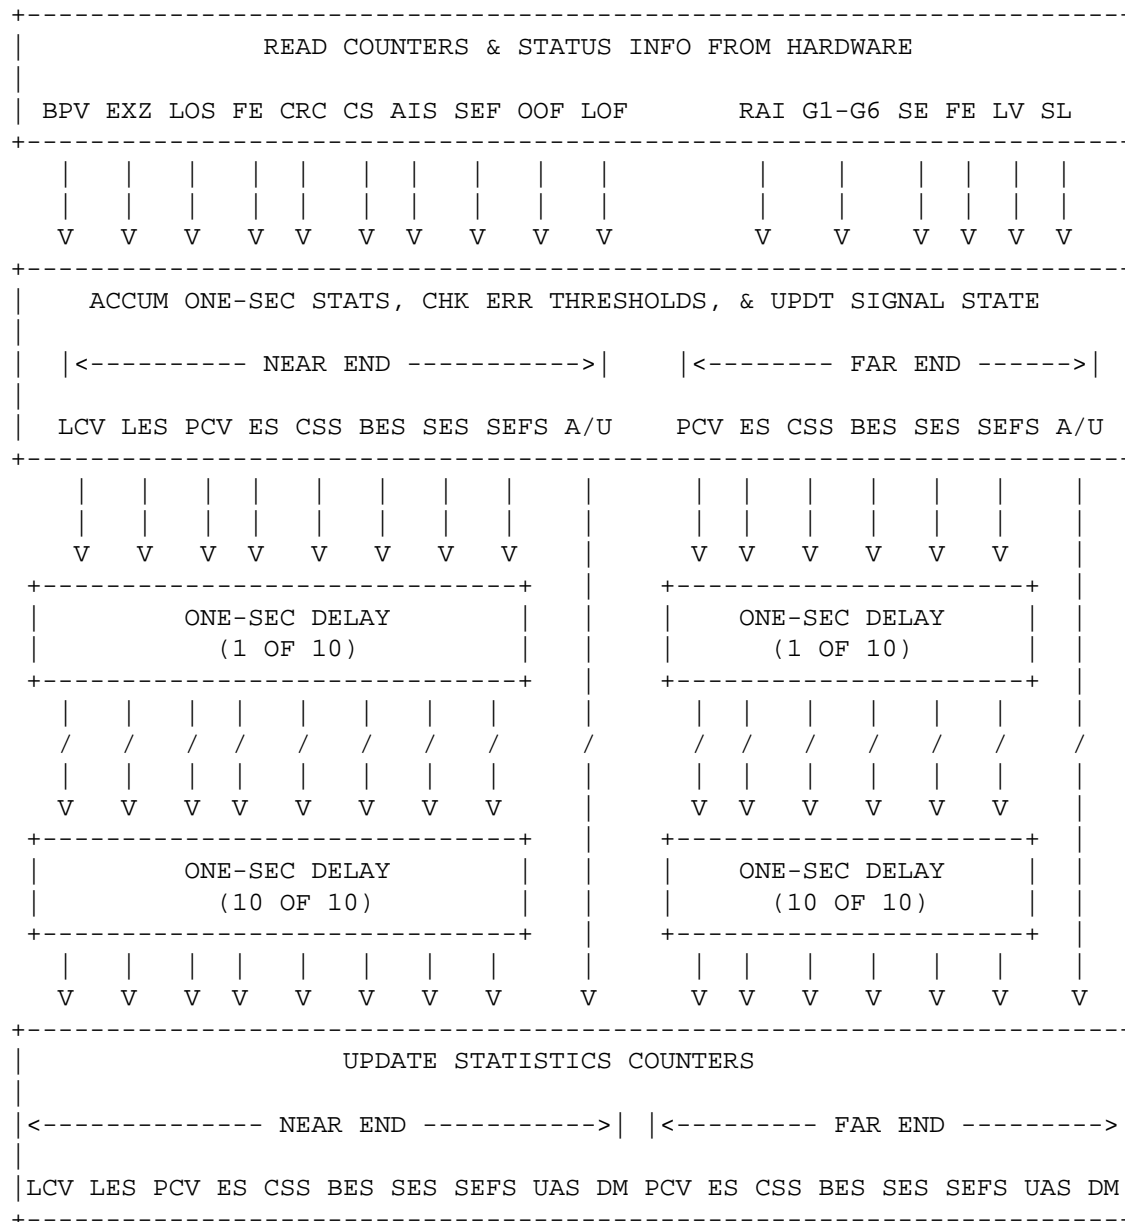 READ COUNTERS & STATUS INFO FROM HARDWARE
BPV EXZ LOS FE CRC CS AIS SEF OOF LOF RAI G1-G6 SE FE LV SL
V V V V V V V V V V V V V V V V
ACCUM ONE-SEC STATS, CHK ERR THRESHOLDS, & UPDT SIGNAL STATE
|<---------- NEAR END ----------->| |<-------- FAR END ------>|
LCV LES PCV ES CSS BES SES SEFS A/U PCV ES CSS BES SES SEFS A/U
V V V V V V V V V V V V V V
ONE-SEC DELAY ONE-SEC DELAY
(1 OF 10) (1 OF 10)
/ / / / / / / / / / / / / / / /
V V V V V V V V V V V V V V
ONE-SEC DELAY ONE-SEC DELAY
(10 OF 10) (10 OF 10)
V V V V V V V V V V V V V V V V
UPDATE STATISTICS COUNTERS
|<-------------- NEAR END ----------->| |<--------- FAR END --------->
LCV LES PCV ES CSS BES SES SEFS UAS DM PCV ES CSS BES SES SEFS UAS DM